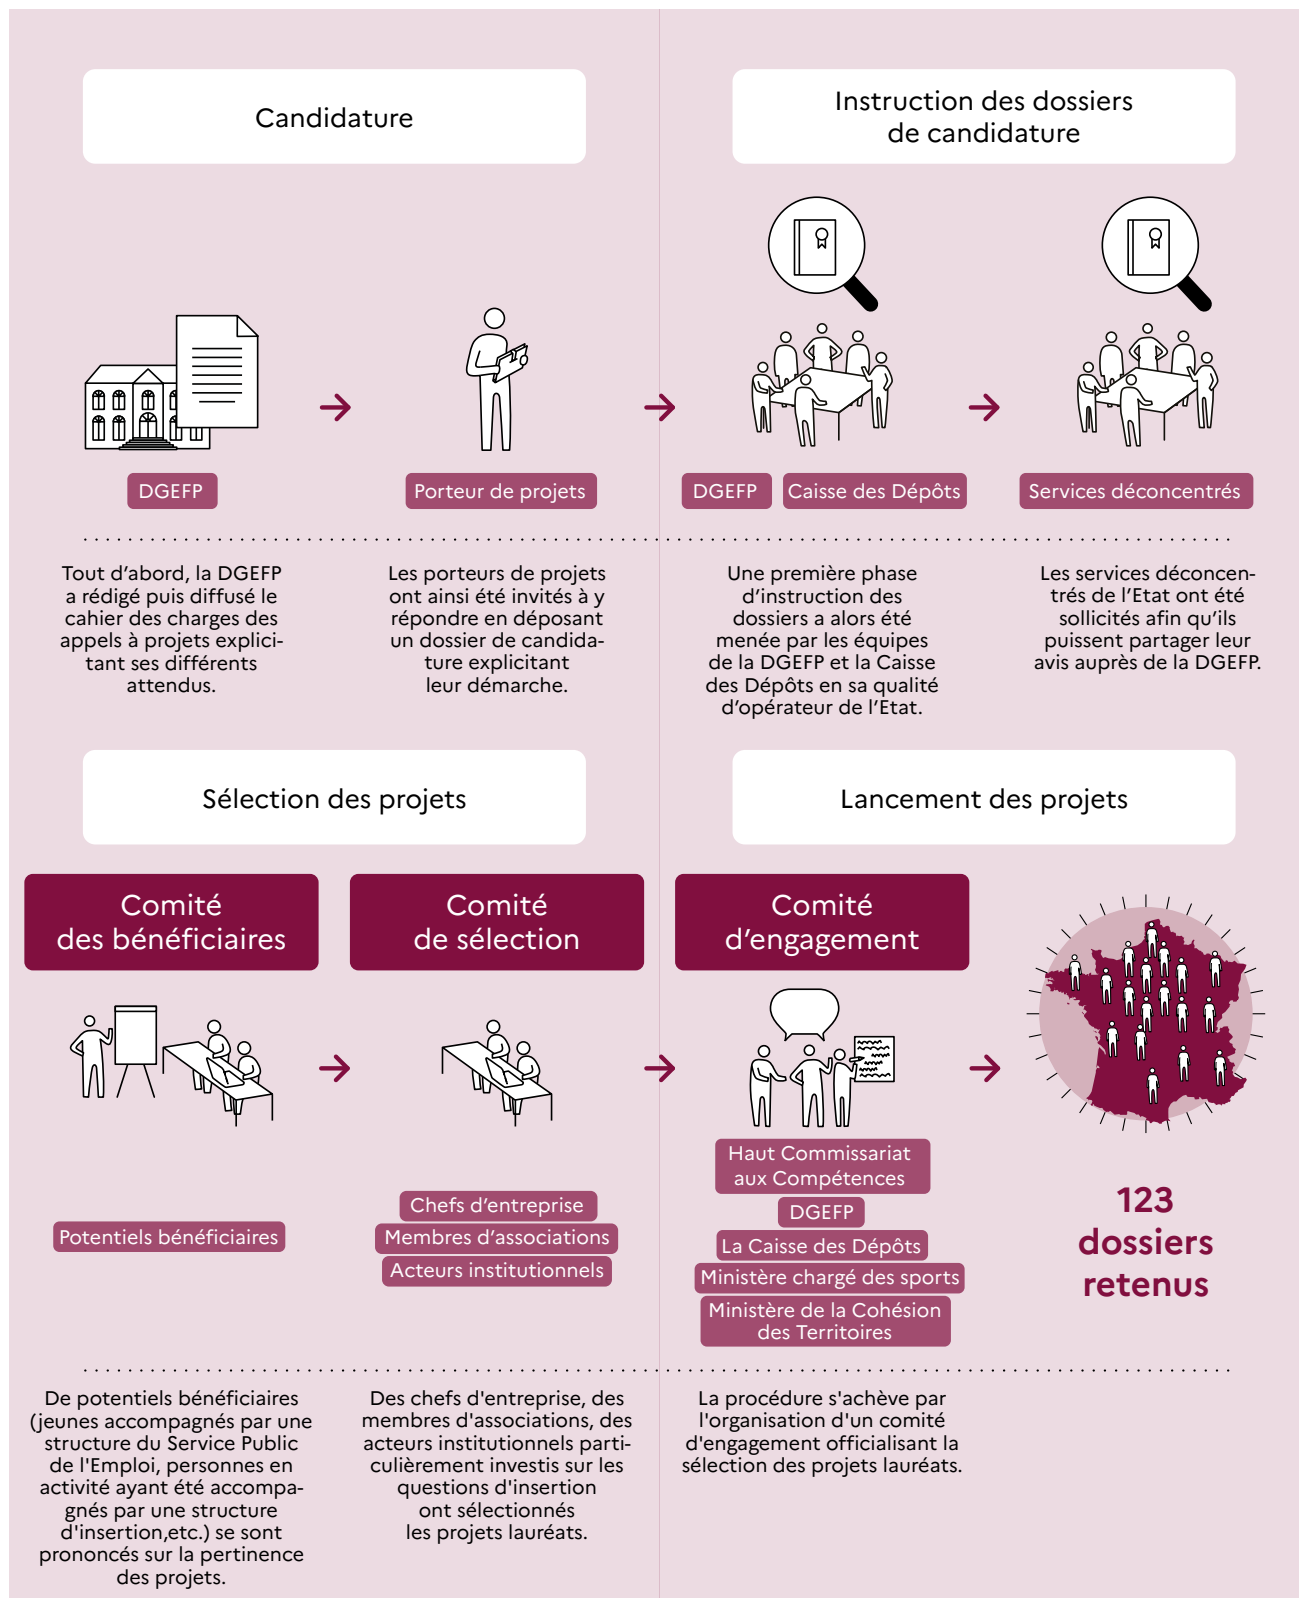 Candidature
Instruction des dossiers
de candidature
DGEFP
Porteur de projets
DGEFP
Caisse des Dépôts
Services déconcentrés
Tout d’abord, la DGEFP
a rédigé puis diffusé le
cahier des charges des
appels à projets explici-
tant ses différents
attendus.
Les porteurs de projets
ont ainsi été invités à y
répondre en déposant
un dossier de candida-
ture explicitant
leur démarche.
Une première phase
d’instruction des
dossiers a alors été
menée par les équipes
de la DGEFP et la Caisse
des Dépôts en sa qualité
d’opérateur de l’Etat.
Les services déconcen-
trés de l’Etat ont été
sollicités afin qu’ils
puissent partager leur
avis auprès de la DGEFP.
Sélection des projets
Lancement des projets
Comité
des bénéficiaires
Comité
de sélection
Comité
d’engagement
Potentiels bénéficiaires
Chefs d’entreprise
Membres d’associations
Acteurs institutionnels
Haut Commissariat
aux Compétences
DGEFP
La Caisse des Dépôts
Ministère chargé des sports
Ministère de la Cohésion
des Territoires
123
dossiers
retenus
De potentiels bénéficiaires
(jeunes accompagnés par une
structure du Service Public
de l'Emploi, personnes en
activité ayant été accompa-
gnés par une structure
d'insertion,etc.) se sont
prononcés sur la pertinence
des projets.
Des chefs d'entreprise, des
membres d'associations, des
acteurs institutionnels parti-
culièrement investis sur les
questions d'insertion
ont sélectionnés
les projets lauréats.
La procédure s'achève par
l'organisation d'un comité
d'engagement officialisant la
sélection des projets lauréats.